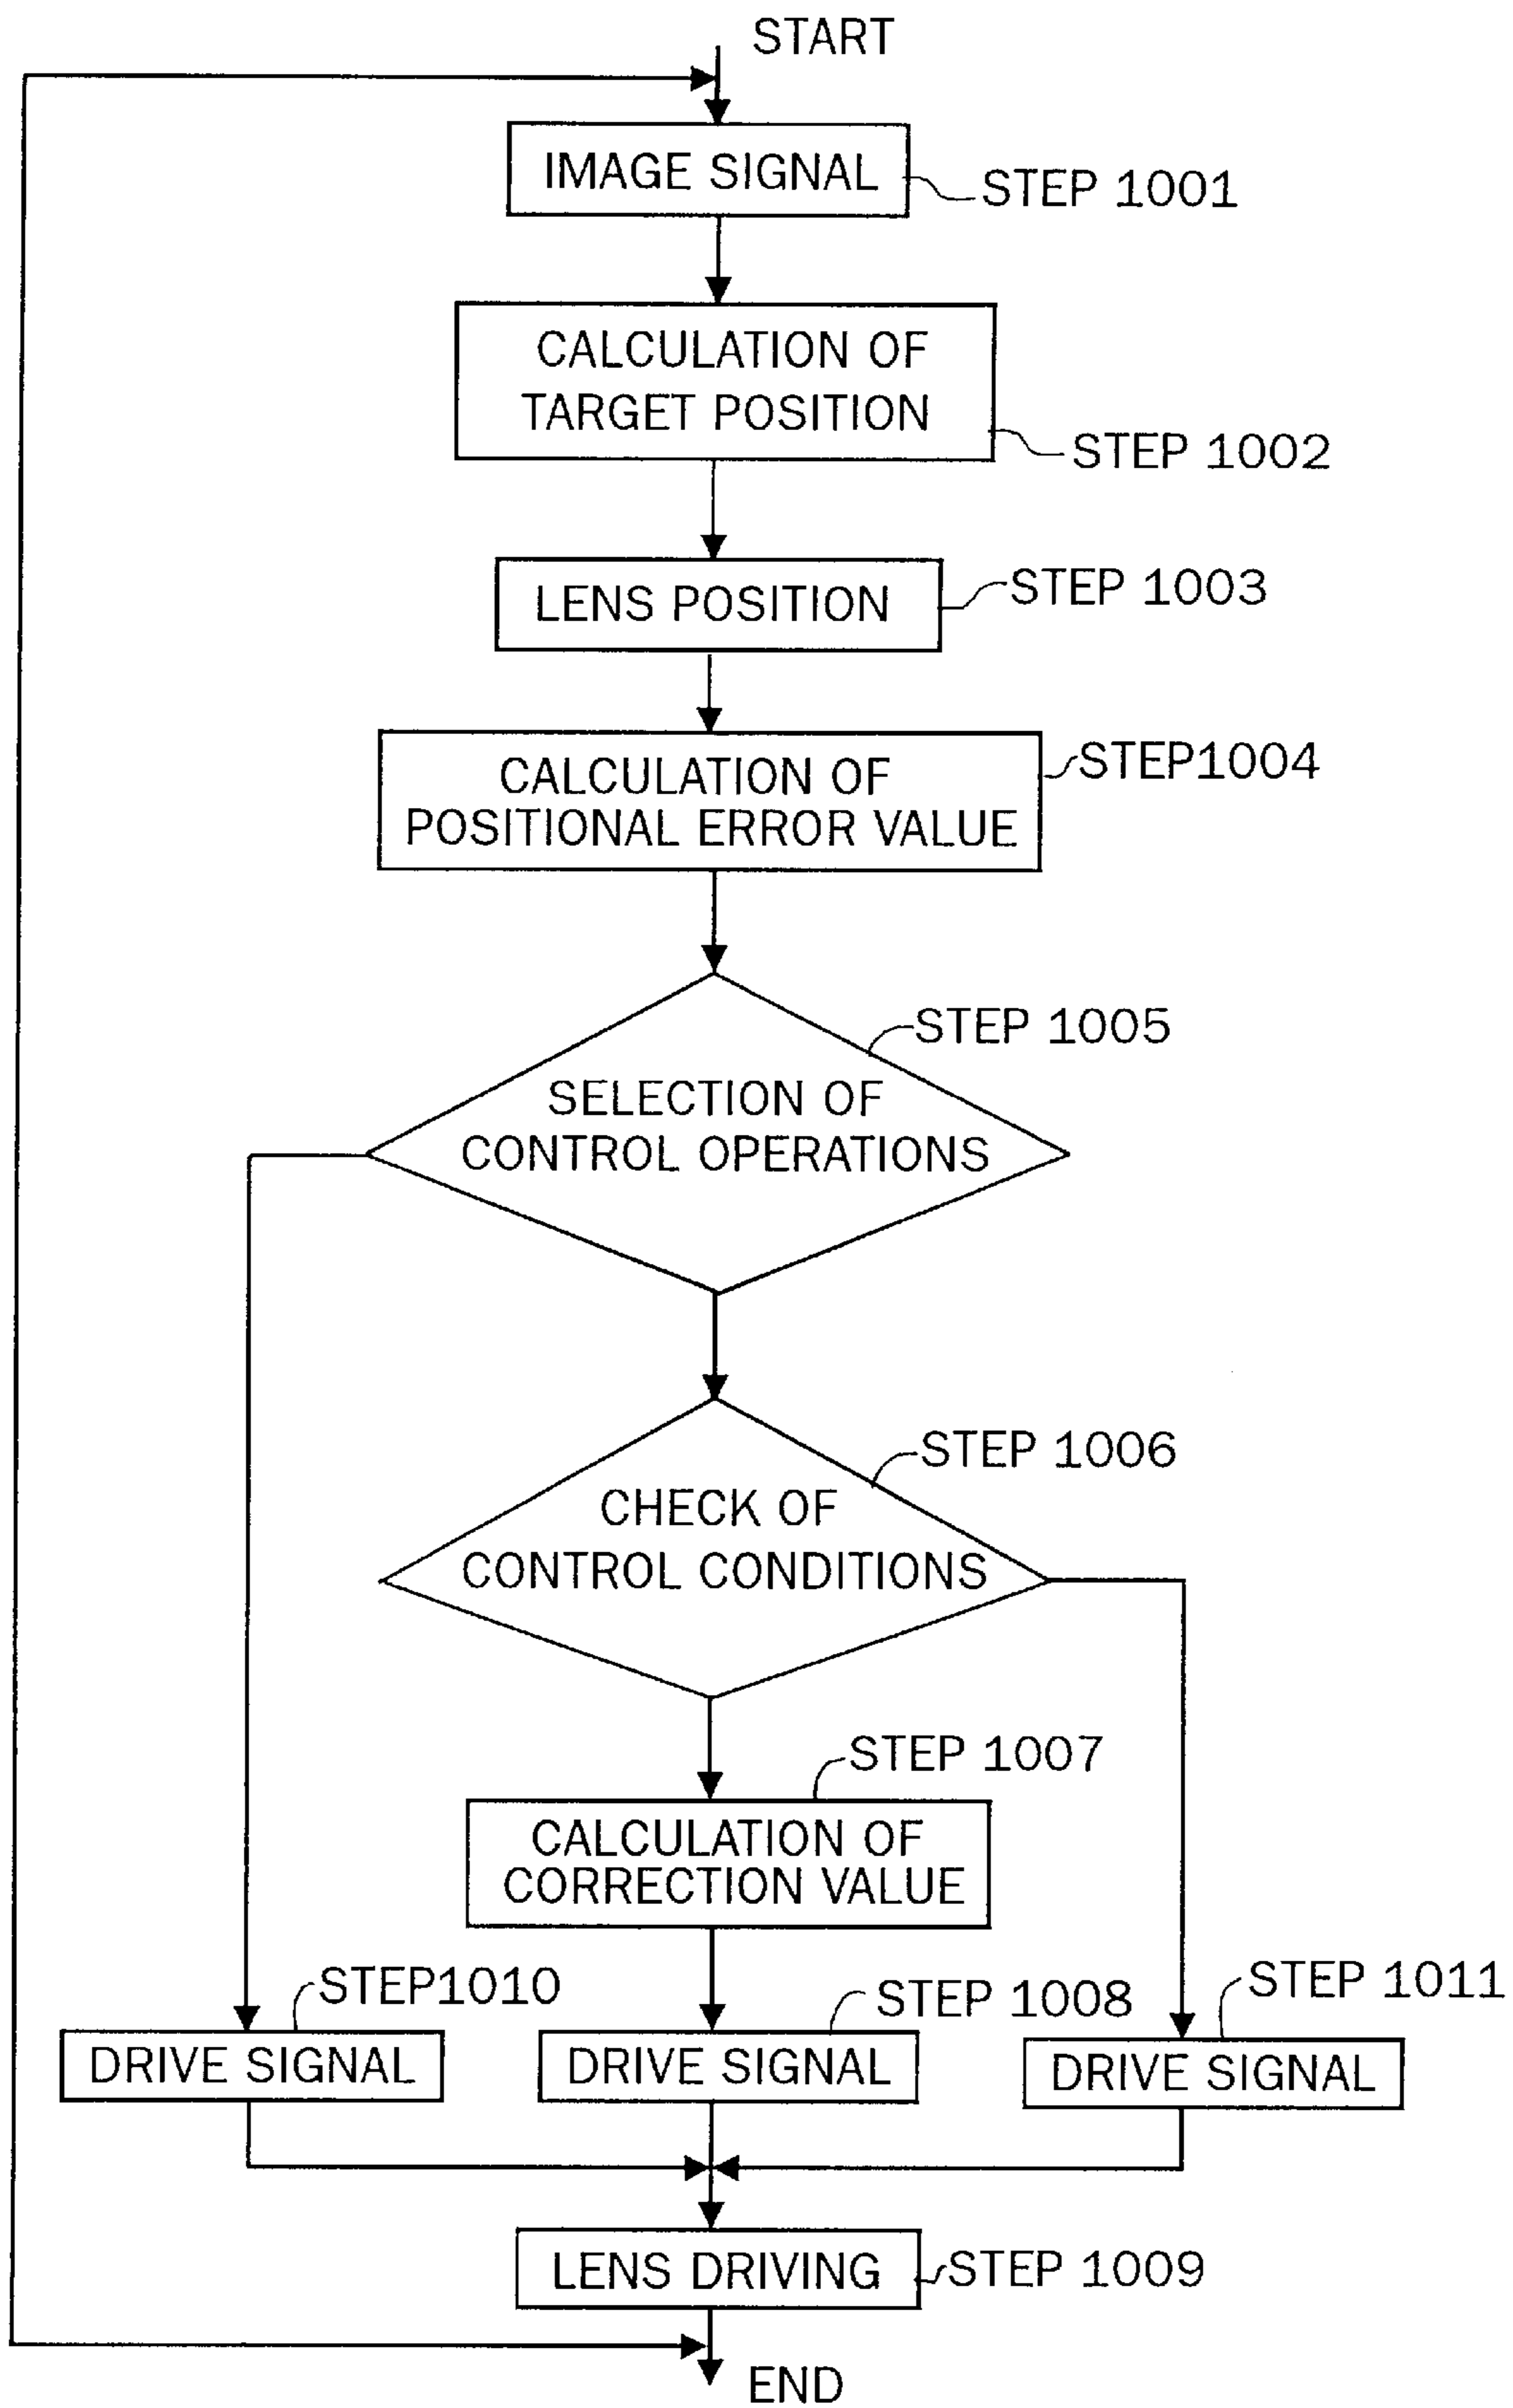 START
IMAGE SIGNAL
STEP 1001
CALCULATION OF
TARGET POSITION
STEP 1002
LENS POSITION
STEP 1003
STEP1004
CALCULATION OF
POSITIONAL ERROR VALUE
STEP 1005
SELECTION OF
CONTROL OPERATIONS
STEP 1006
CHECK OF
CONTROL CONDITIONS
STEP 1007
CALCULATION OF
CORRECTION VALUE
STEP1010
STEP 1008
STEP 1011
DRIVE SIGNAL
DRIVE SIGNAL
DRIVE SIGNAL
LENS DRIVING
STEP 1009
END